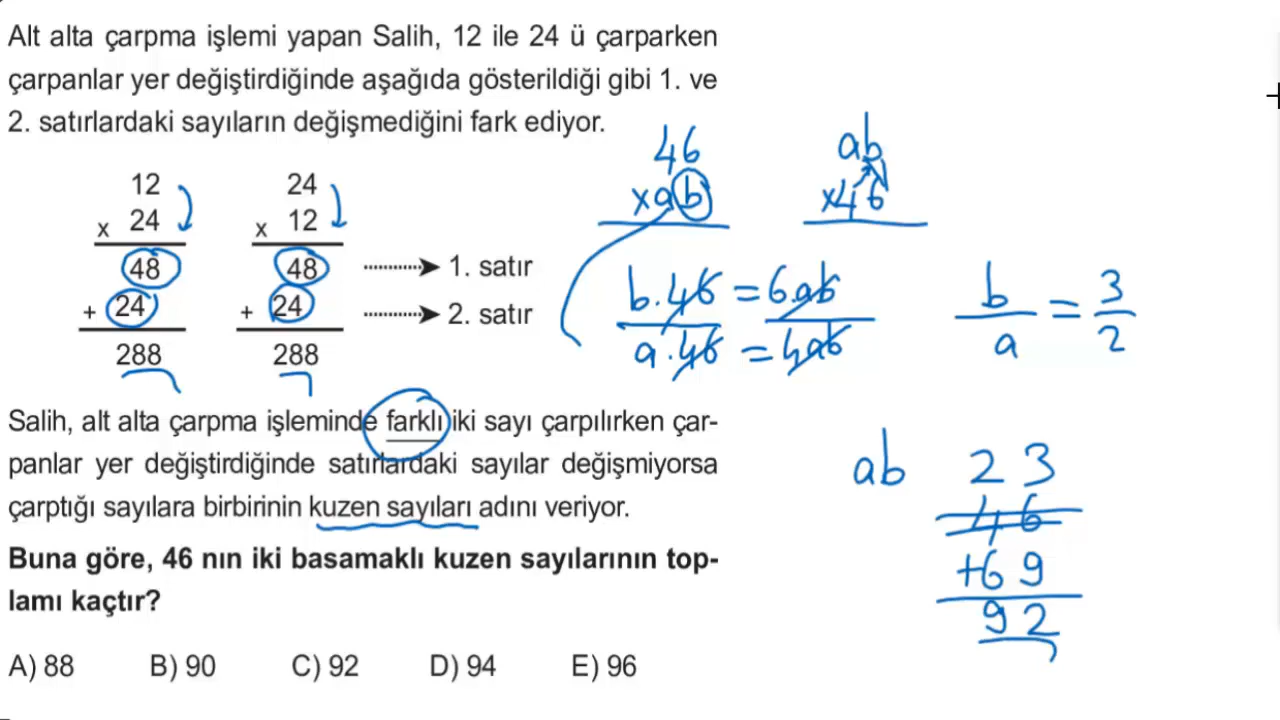 Alt alta çarpma işlemi yapan Salih, 12 ile 24 ü çarparken
çarpanlar yer değiştirdiğinde aşağıda gösterildiği gibi 1. ve
2. satırlardaki sayıların değişmediğini fark ediyor.
46 ab
xab x46
12 24
x 24 x 12
48 48 1. satır
+ 24 + 24 2. satır
288 288
b.46 = 6ab
a.46 = 4ab
b/a = 3/2
Salih, alt alta çarpma işleminde farklı iki sayı çarpılırken çar-
panlar yer değiştirdiğinde satırlardaki sayılar değişmiyorsa
çarptığı sayılara birbirinin kuzen sayıları adını veriyor.
ab 23
46
+69
92
Buna göre, 46 nın iki basamaklı kuzen sayılarının top-
lamı kaçtır?
A) 88 B) 90 C) 92 D) 94 E) 96